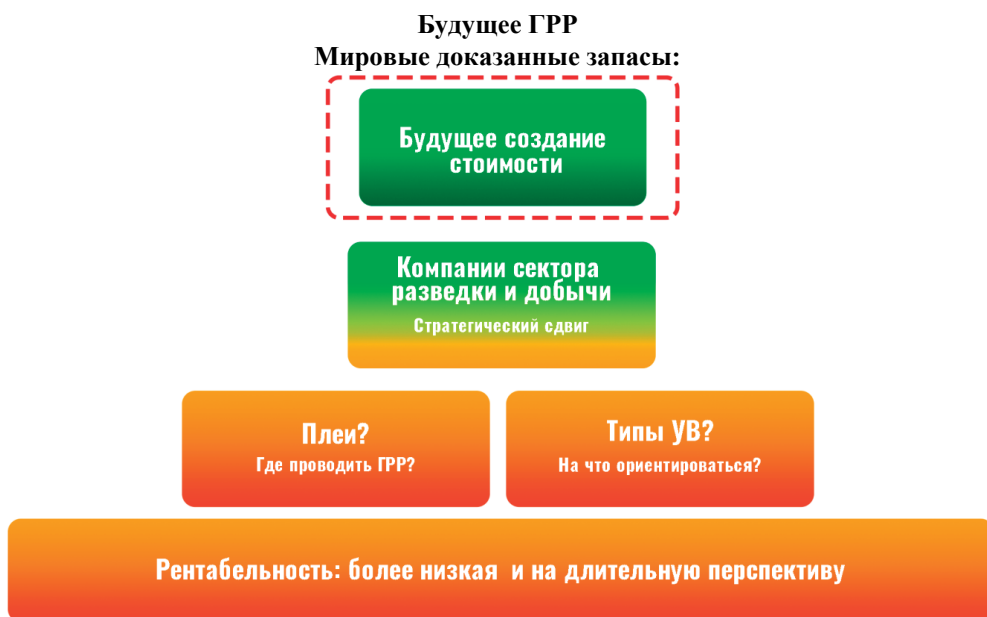 Будущее ГРР
Мировые доказанные запасы:
Будущее создание
стоимости
Компании сектора
разведки и добычи
Стратегический сдвиг
Плеи?
Где проводить ГРР?
Типы УВ?
На что ориентироваться?
Рентабельность: более низкая и на длительную перспективу